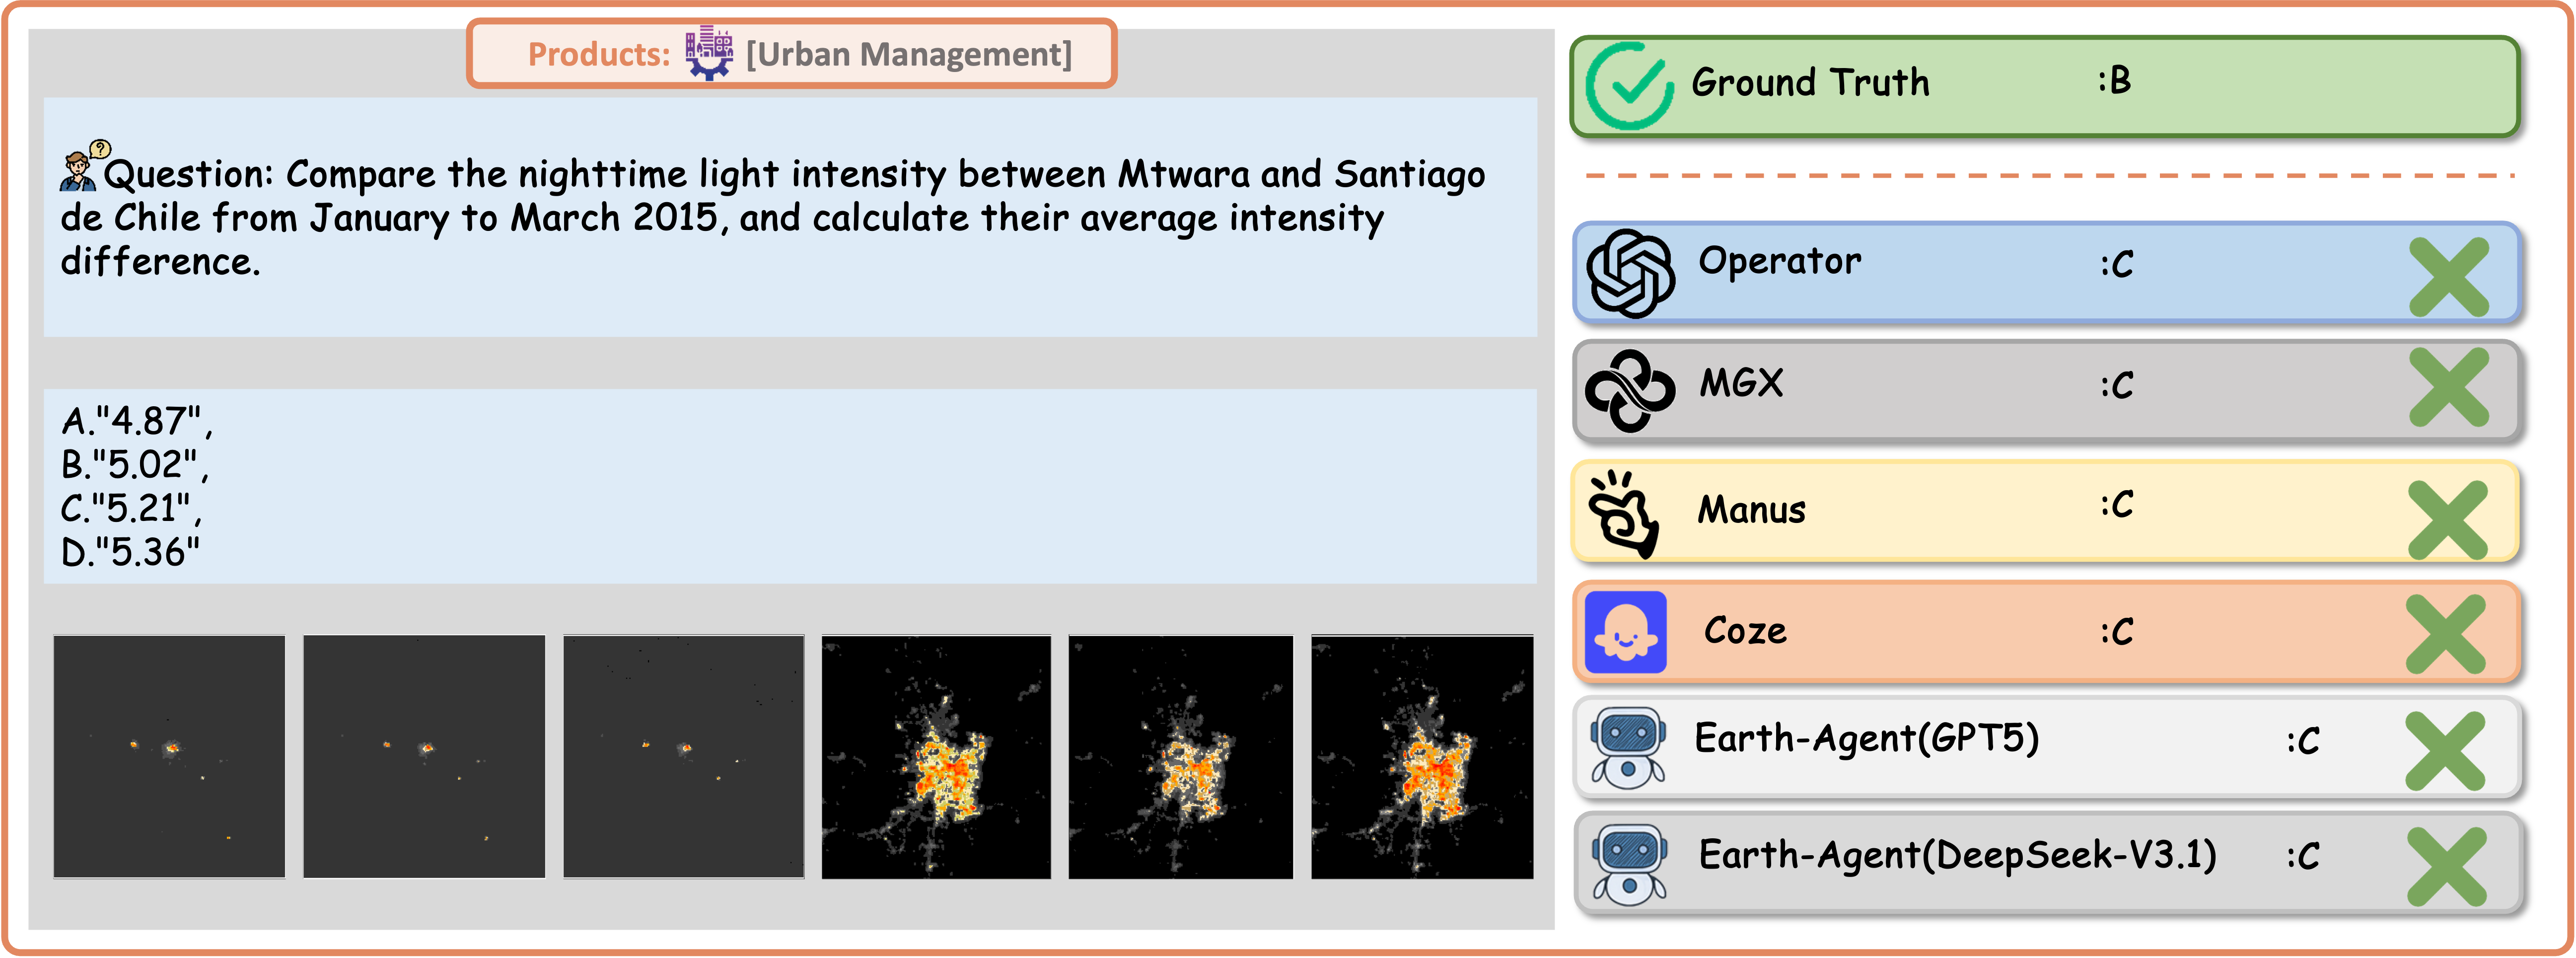 Products: [Urban Management]
Question: Compare the nighttime light intensity between Mtwara and Santiago
de Chile from January to March 2015, and calculate their average intensity
difference.
A."4.87",
B."5.02",
C."5.21",
D."5.36"
Ground Truth :B
Operator :C
MGX :C
Manus :C
Coze :C
Earth-Agent(GPT5) :C
Earth-Agent(DeepSeek-V3.1) :C